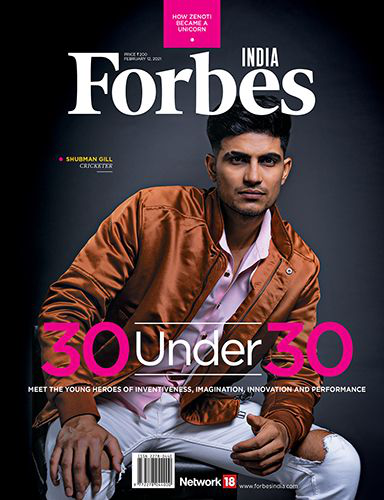 HOW ZENOTI
BECAME A
UNICORN
PRICE ₹200
FEBRUARY 12, 2021
INDIA
Forbes
SHUBMAN GILL
CRICKETER
30 Under 30
MEET THE YOUNG HEROES OF INVENTIVENESS, IMAGINATION, INNOVATION AND PERFORMANCE
Network 18
www.forbesindia.com